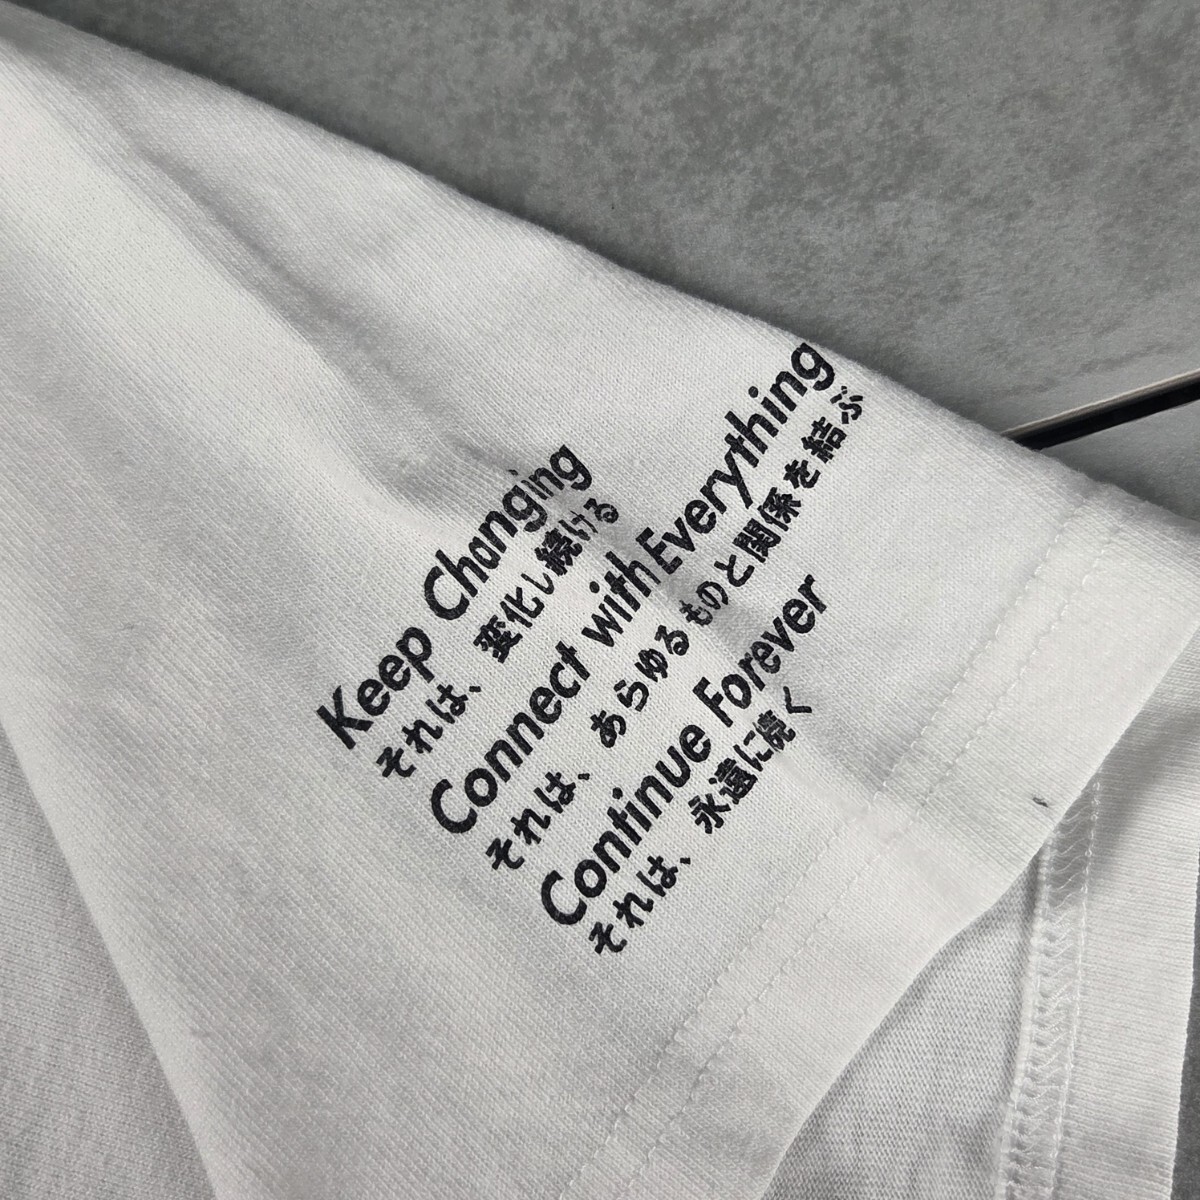 Keep Changing
それは、変化し続ける
Connect with Everything
それは、あらゆるものと関係を結ぶ
Continue Forever
それは、永遠に続く